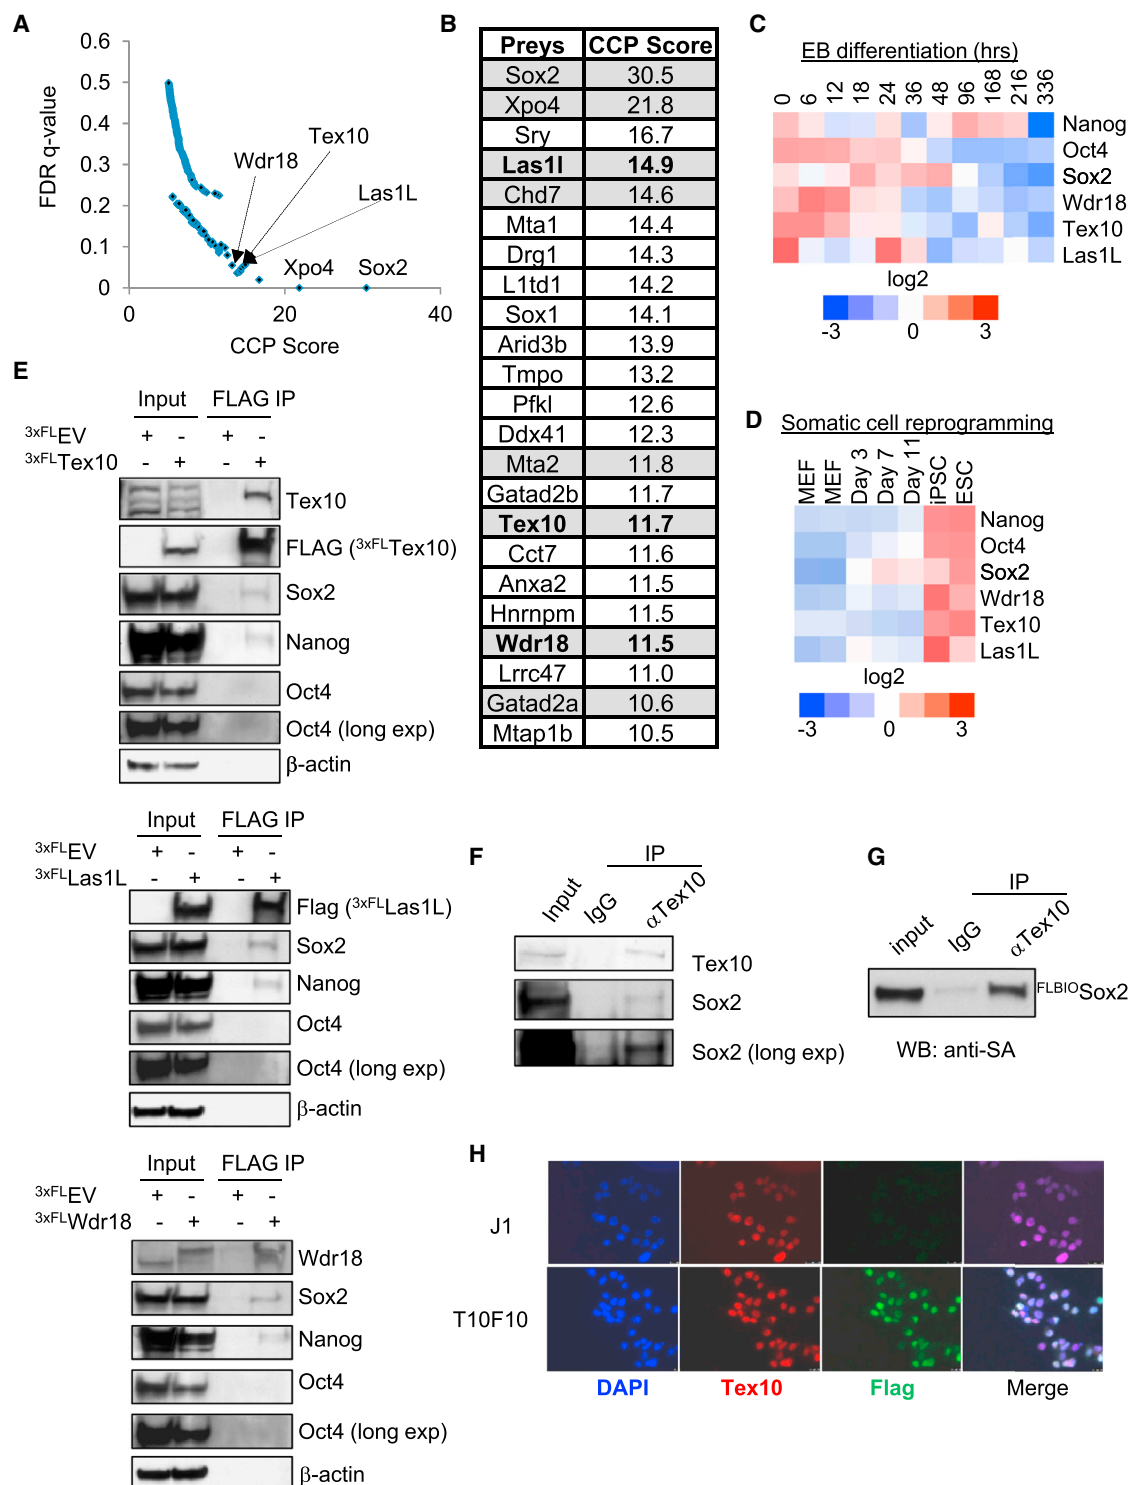 A
0.6
0.5
0.4
0.3
0.2
0.1
0
FDR q-value
Wdr18
Tex10
Las1L
Xpo4
Sox2
0
20
40
CCP Score
B
Preys CCP Score
Sox2 30.5
Xpo4 21.8
Sry 16.7
Las1l 14.9
Chd7 14.6
Mta1 14.4
Drg1 14.3
L1td1 14.2
Sox1 14.1
Arid3b 13.9
Tmpo 13.2
Pfkl 12.6
Ddx41 12.3
Mta2 11.8
Gatad2b 11.7
Tex10 11.7
Cct7 11.6
Anxa2 11.5
Hnrnpm 11.5
Wdr18 11.5
Lrrc47 11.0
Gatad2a 10.6
Mtap1b 10.5
C
EB differentiation (hrs)
0 6 12 18 24 36 48 96 168 216 336
Nanog
Oct4
Sox2
Wdr18
Tex10
Las1L
log2
-3 0 3
D
Somatic cell reprogramming
MEF MEF Day 3 Day 7 Day 11 iPSC ESC
Nanog
Oct4
Sox2
Wdr18
Tex10
Las1L
log2
-3 0 3
E
Input FLAG IP
3xFLEV + - + -
3xFLTex10 - + - +
Tex10
FLAG (3xFLTex10)
Sox2
Nanog
Oct4
Oct4 (long exp)
β-actin
Input FLAG IP
3xFLEV + - + -
3xFLLas1L - + - +
Flag (3xFLLas1L)
Sox2
Nanog
Oct4
Oct4 (long exp)
β-actin
Input FLAG IP
3xFLEV + - + -
3xFLWdr18 - + - +
Wdr18
Sox2
Nanog
Oct4
Oct4 (long exp)
β-actin
F
IP
Input IgG αTex10
Tex10
Sox2
Sox2 (long exp)
G
IP
input IgG αTex10
FLBIOSox2
WB: anti-SA
H
J1
T10F10
DAPI Tex10 Flag Merge